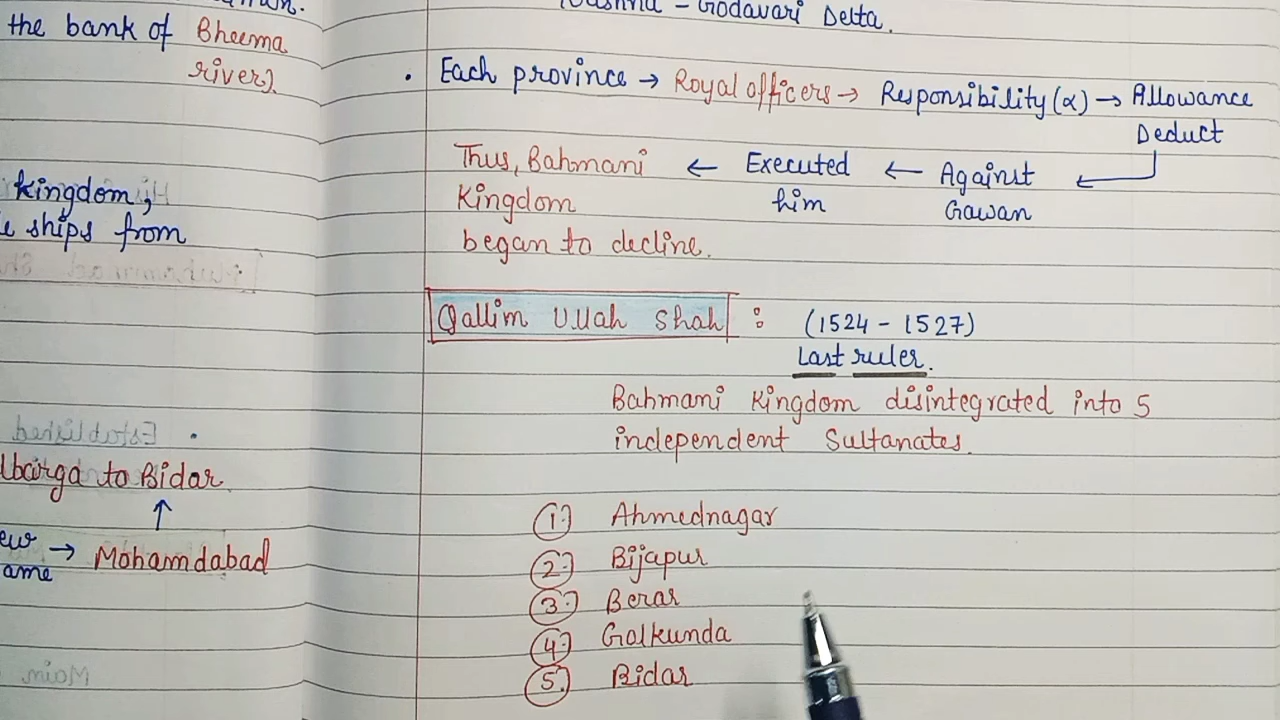 the bank of Bheema
river)
kingdom,
ships from
to Bidar
Mohamdabad
Godavari Delta.
. Each province → Royal officers → Responsibility (α) → Allowance
Deduct
Thus, Bahmani ← Executed ← Against
Kingdom him Gawan
began to decline.
Qallim Ullah Shah : (1524 - 1527)
Last ruler.
Bahmani Kingdom disintegrated into 5
independent Sultanates.
1. Ahmednagar
2. Bijapur
3. Berar
4. Golkunda
5. Bidar